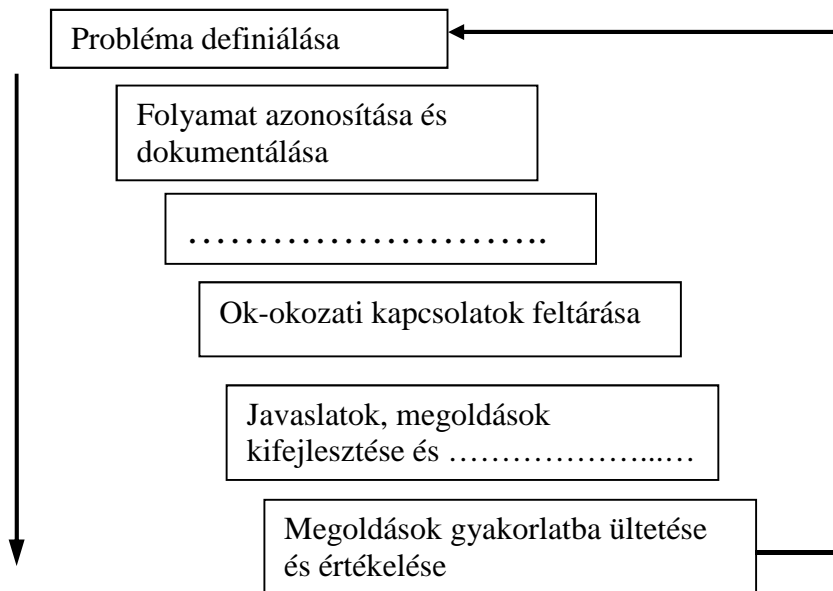 Probléma definiálása
Folyamat azonosítása és
dokumentálása
……………………….
Ok-okozati kapcsolatok feltárása
Javaslatok, megoldások
kifejlesztése és ………………...…
Megoldások gyakorlatba ültetése
és értékelése